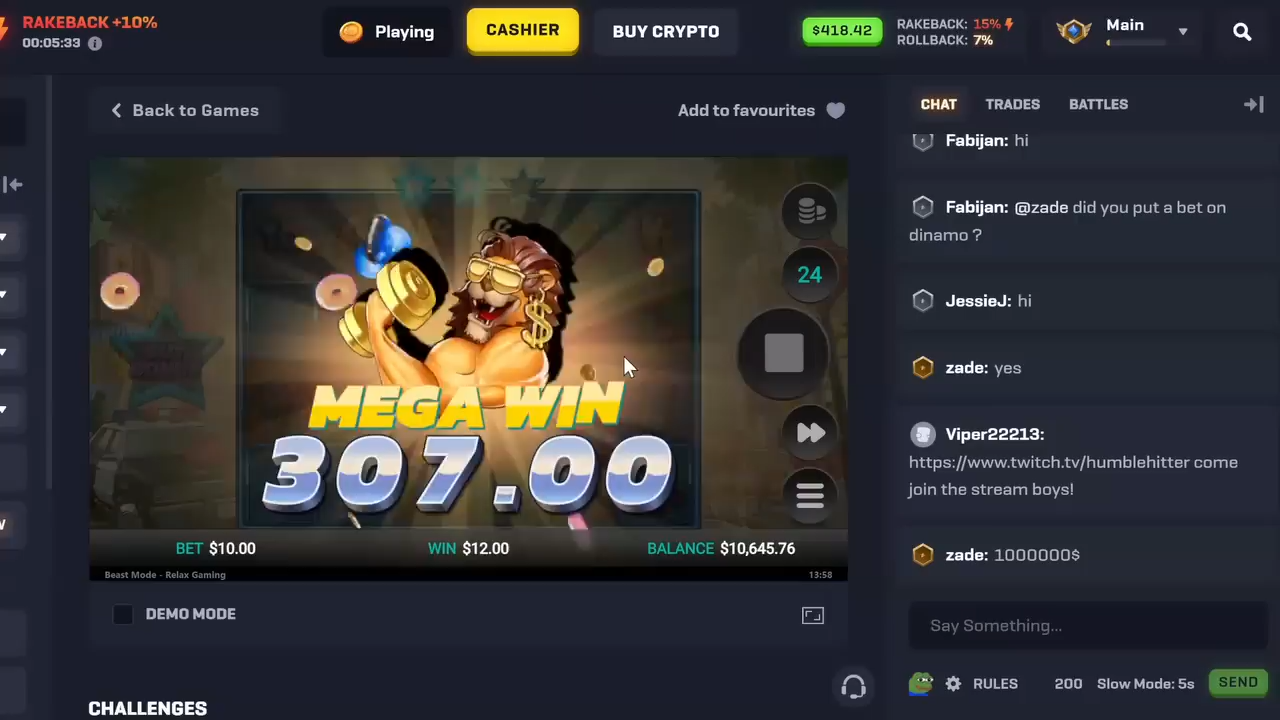 RAKEBACK +10%
00:05:33
Playing
CASHIER
BUY CRYPTO
$418.42
RAKEBACK: 15%
ROLLBACK: 7%
Main
Back to Games
Add to favourites
CHAT
TRADES
BATTLES
Fabijan: hi
Fabijan: @zade did you put a bet on
dinamo ?
JessieJ: hi
zade: yes
Viper22213:
https://www.twitch.tv/humblehitter come
join the stream boys!
zade: 1000000$
24
MEGA WIN
307.00
BET $10.00
WIN $12.00
BALANCE $10,645.76
Beast Mode - Relax Gaming
13:58
DEMO MODE
Say Something...
RULES
200
Slow Mode: 5s
SEND
CHALLENGES